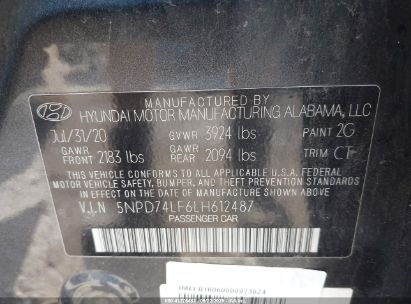 MANUFACTURED BY
HYUNDAI MOTOR MANUFACTURING ALABAMA, LLC
Jul/31/20 GVWR 3924 lbs PAINT 2G
GAWR FRONT 2183 lbs GAWR REAR 2094 lbs TRIM CT
THIS VEHICLE CONFORMS TO ALL APPLICABLE U.S.A. FEDERAL
MOTOR VEHICLE SAFETY, BUMPER, AND THEFT PREVENTION STANDARDS
IN EFFECT ON THE DATE OF MANUFACTURE SHOWN ABOVE.
V.I.N 5NPD74LF6LH612487
PASSENGER CAR